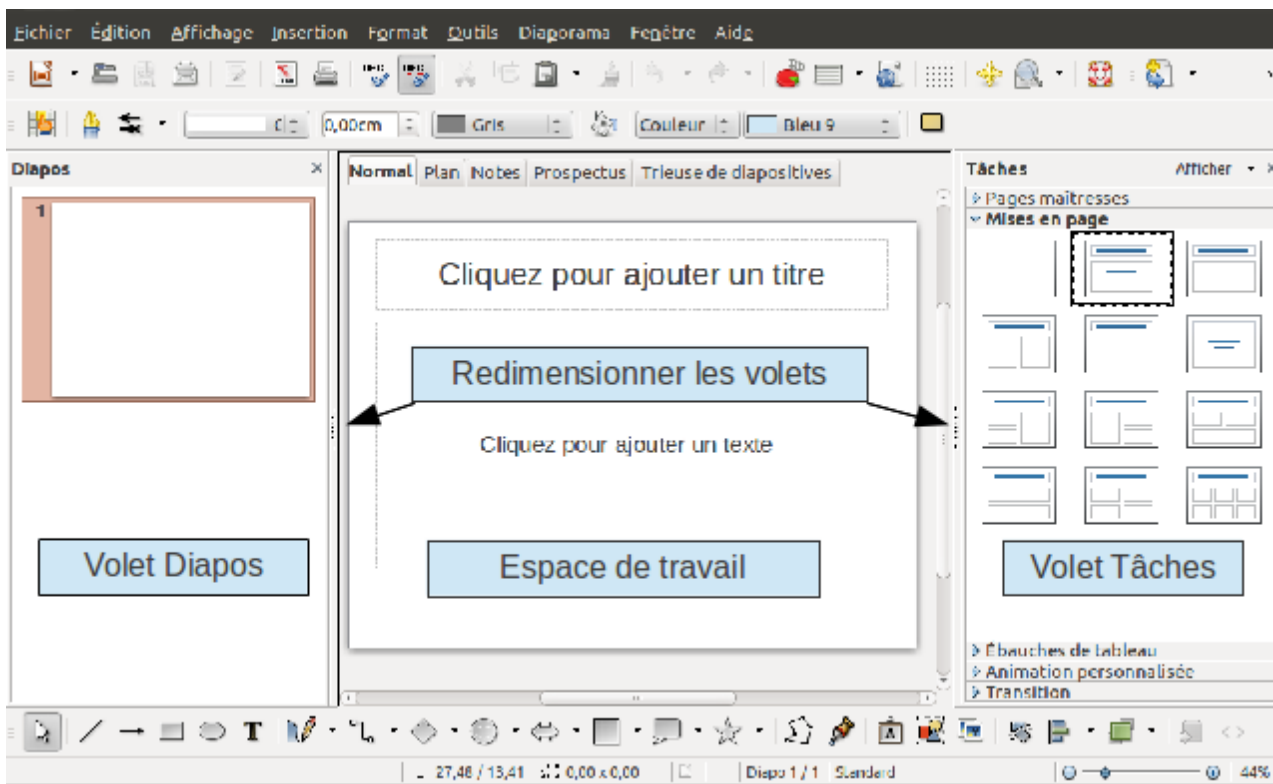 Fichier Édition Affichage Insertion Format Outils Diaporama Fenêtre Aide
0,00cm Gris Couleur Bleu 9
Diapos
Normal Plan Notes Prospectus Trieuse de diapositives
Tâches Afficher
Pages maîtresses
Mises en page
1
Cliquez pour ajouter un titre
Redimensionner les volets
Cliquez pour ajouter un texte
Volet Diapos
Espace de travail
Volet Tâches
Ébauches de tableau
Animation personnalisée
Transition
27,48 / 13,41 0,00 x 0,00 Diapo 1 / 1 Standard 44%